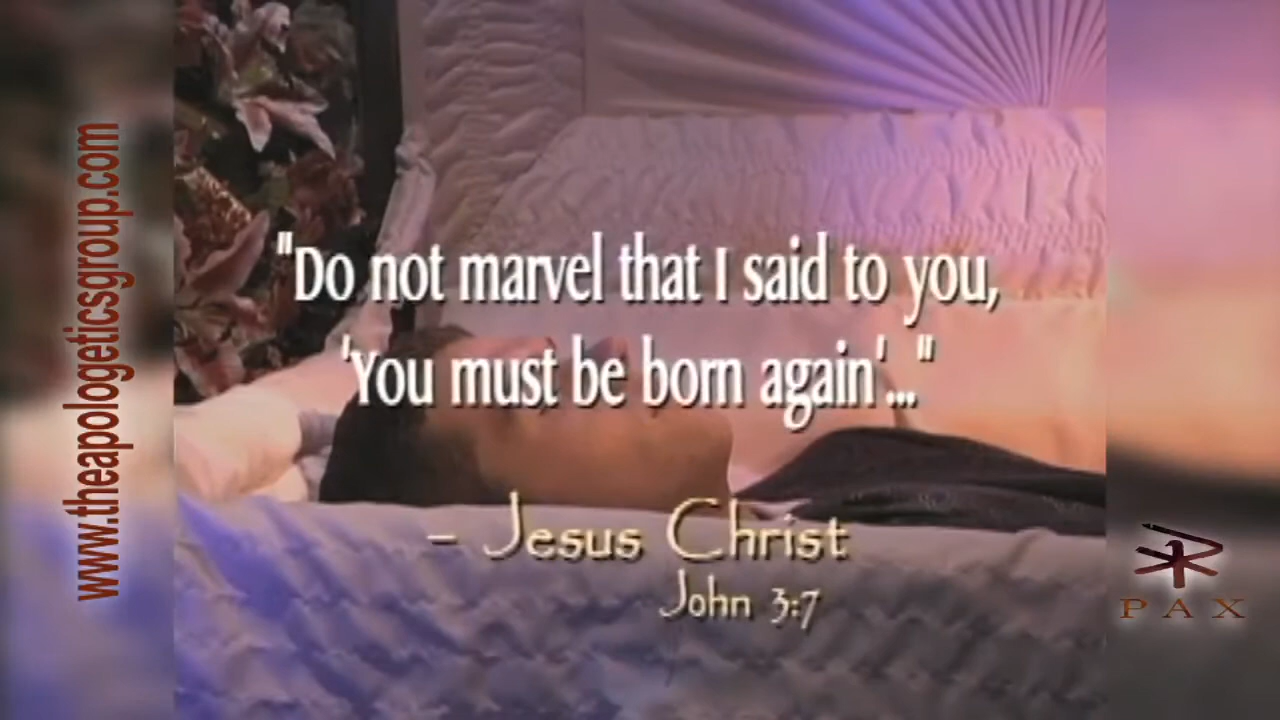 www.theapologeticsgroup.com
"Do not marvel that I said to you,
'You must be born again'..."
– Jesus Christ
John 3:7
PAX